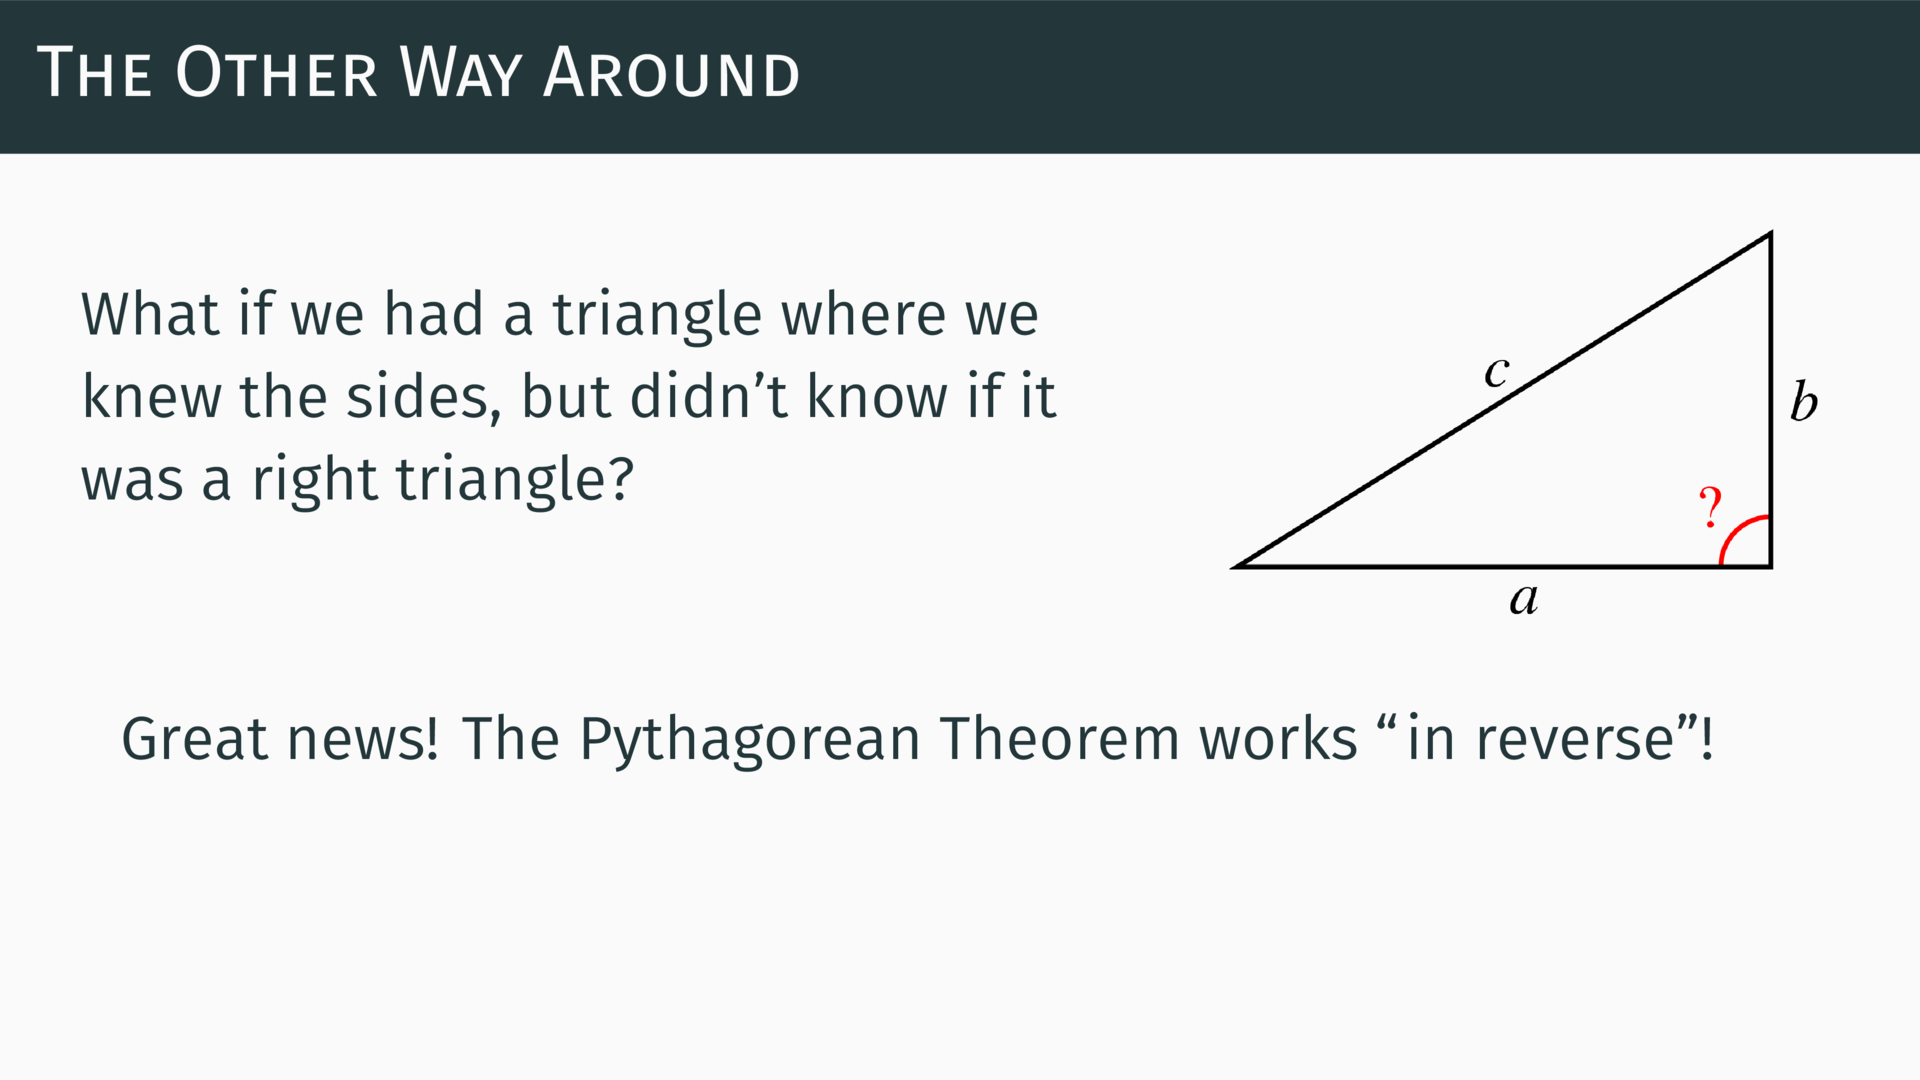 The Other Way Around
What if we had a triangle where we
knew the sides, but didn’t know if it
was a right triangle?
c
b
?
a
Great news! The Pythagorean Theorem works “in reverse”!